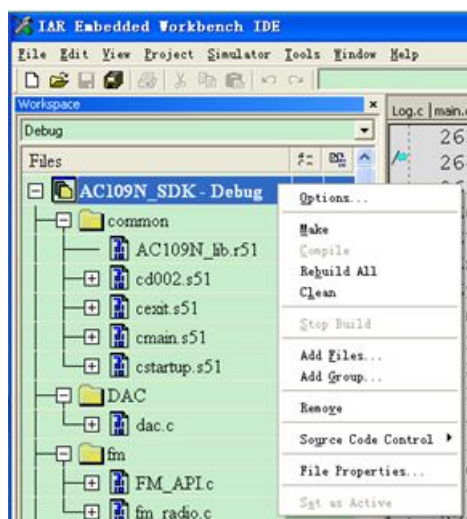 IAR Embedded Workbench IDE
File Edit View Project Simulator Tools Window Help
Workspace
Log.c main.
Debug
26
Files
26
AC109N_SDK - Debug
Options...
common
Make
AC109N_lib.r51
Compile
cd002.s51
Rebuild All
Clean
cexit.s51
Stop Build
cmain.s51
Add Files...
cstartup.s51
Add Group...
DAC
Remove
dac.c
Source Code Control
fm
File Properties...
FM_API.c
Set as Active
fm_radio.c